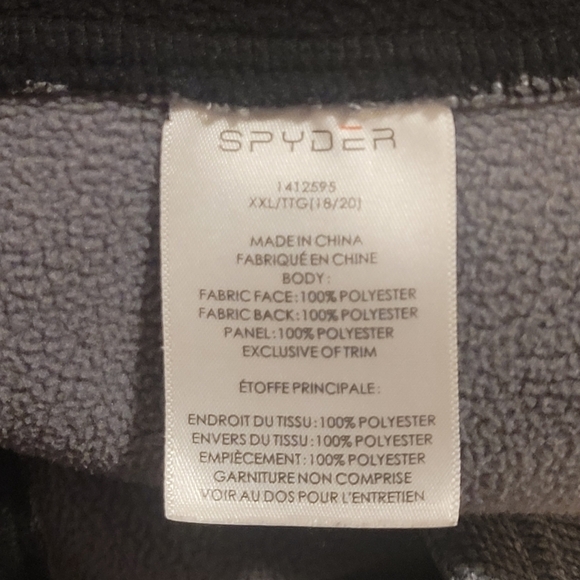 SPYDER
1412595
XXL/TTG(18/20)
MADE IN CHINA
FABRIQUÉ EN CHINE
BODY:
FABRIC FACE:100% POLYESTER
FABRIC BACK:100% POLYESTER
PANEL:100% POLYESTER
EXCLUSIVE OF TRIM
ÉTOFFE PRINCIPALE:
ENDROIT DU TISSU:100% POLYESTER
ENVERS DU TISSU:100% POLYESTER
EMPIÈCEMENT:100% POLYESTER
GARNITURE NON COMPRISE
VOIR AU DOS POUR L'ENTRETIEN